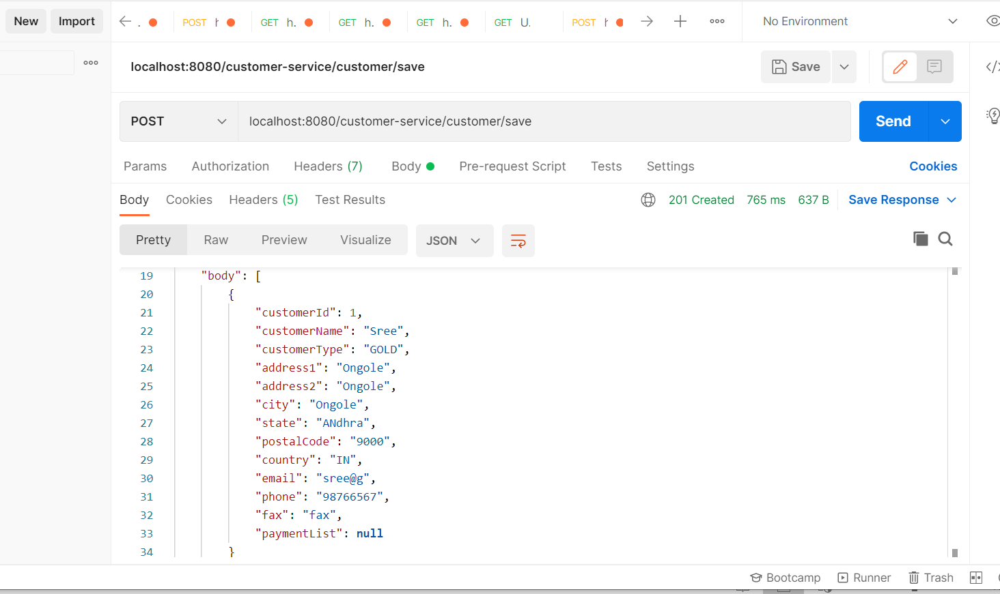 New Import . POST h GET h. GET h. GET h. GET U. POST h No Environment
localhost:8080/customer-service/customer/save Save
POST localhost:8080/customer-service/customer/save Send
Params Authorization Headers (7) Body Pre-request Script Tests Settings Cookies
Body Cookies Headers (5) Test Results 201 Created 765 ms 637 B Save Response
Pretty Raw Preview Visualize JSON
19 "body": [
20 {
21 "customerId": 1,
22 "customerName": "Sree",
23 "customerType": "GOLD",
24 "address1": "Ongole",
25 "address2": "Ongole",
26 "city": "Ongole",
27 "state": "ANdhra",
28 "postalCode": "9000",
29 "country": "IN",
30 "email": "sree@g",
31 "phone": "98766567",
32 "fax": "fax",
33 "paymentList": null
34 }
Bootcamp Runner Trash